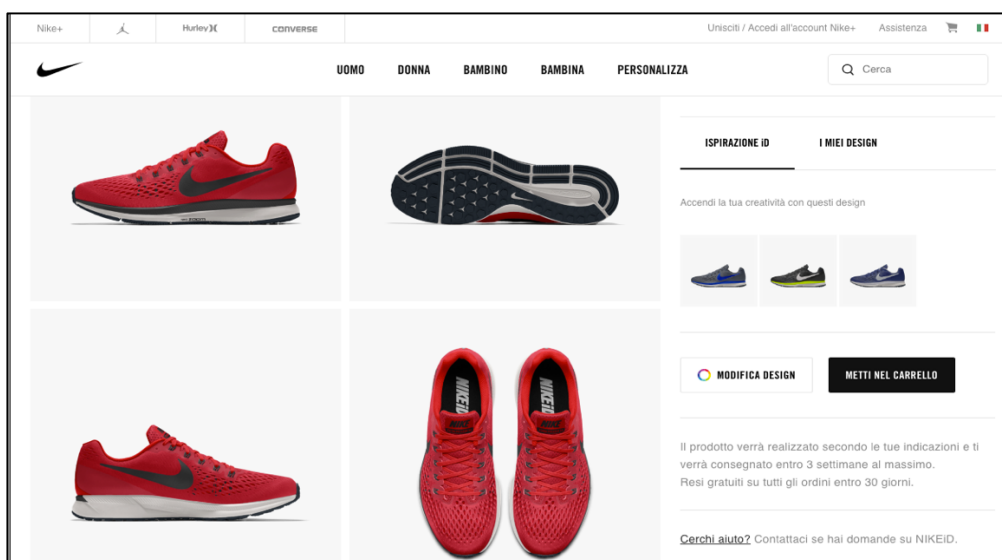 Nike+
Hurley
CONVERSE
Unisciti / Accedi all'account Nike+
Assistenza
UOMO
DONNA
BAMBINO
BAMBINA
PERSONALIZZA
Cerca
ISPIRAZIONE iD
I MIEI DESIGN
Accendi la tua creatività con questi design
MODIFICA DESIGN
METTI NEL CARRELLO
Il prodotto verrà realizzato secondo le tue indicazioni e ti
verrà consegnato entro 3 settimane al massimo.
Resi gratuiti su tutti gli ordini entro 30 giorni.
Cerchi aiuto? Contattaci se hai domande su NIKEiD.
NIKEiD
NIKEiD
NIKE
NIKE